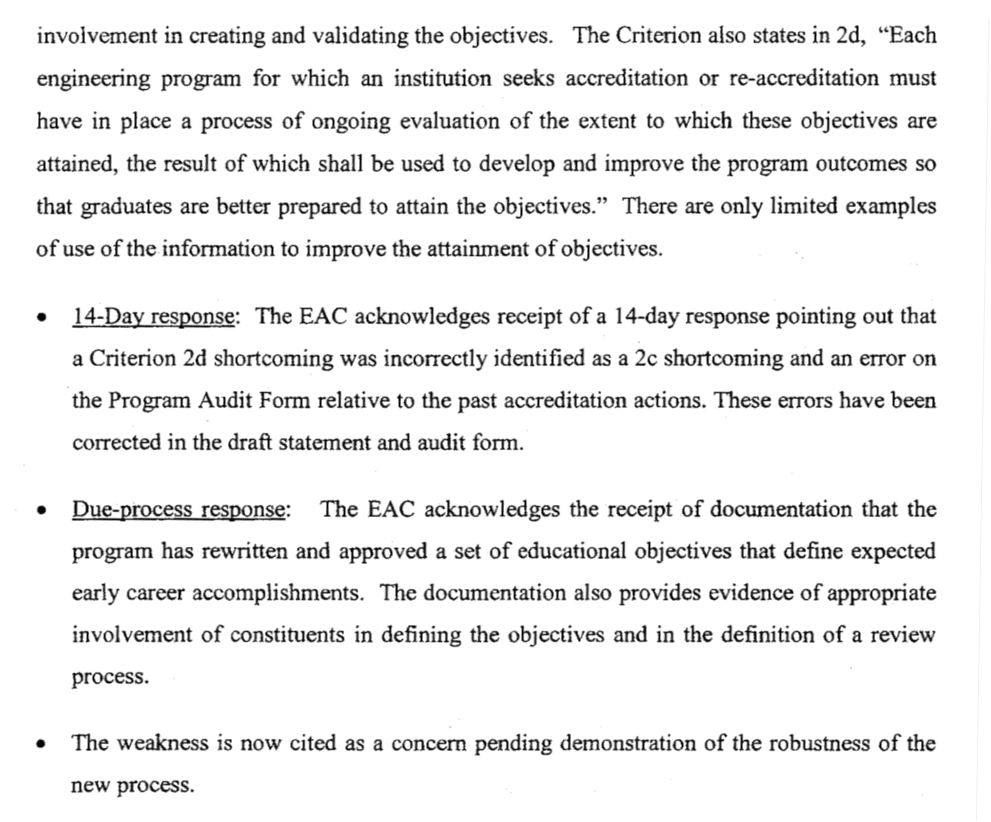 involvement in creating and validating the objectives. The Criterion also states in 2d, “Each
engineering program for which an institution seeks accreditation or re-accreditation must
have in place a process of ongoing evaluation of the extent to which these objectives are
attained, the result of which shall be used to develop and improve the program outcomes so
that graduates are better prepared to attain the objectives.” There are only limited examples
of use of the information to improve the attainment of objectives.
• 14-Day response: The EAC acknowledges receipt of a 14-day response pointing out that
a Criterion 2d shortcoming was incorrectly identified as a 2c shortcoming and an error on
the Program Audit Form relative to the past accreditation actions. These errors have been
corrected in the draft statement and audit form.
• Due-process response: The EAC acknowledges the receipt of documentation that the
program has rewritten and approved a set of educational objectives that define expected
early career accomplishments. The documentation also provides evidence of appropriate
involvement of constituents in defining the objectives and in the definition of a review
process.
• The weakness is now cited as a concern pending demonstration of the robustness of the
new process.